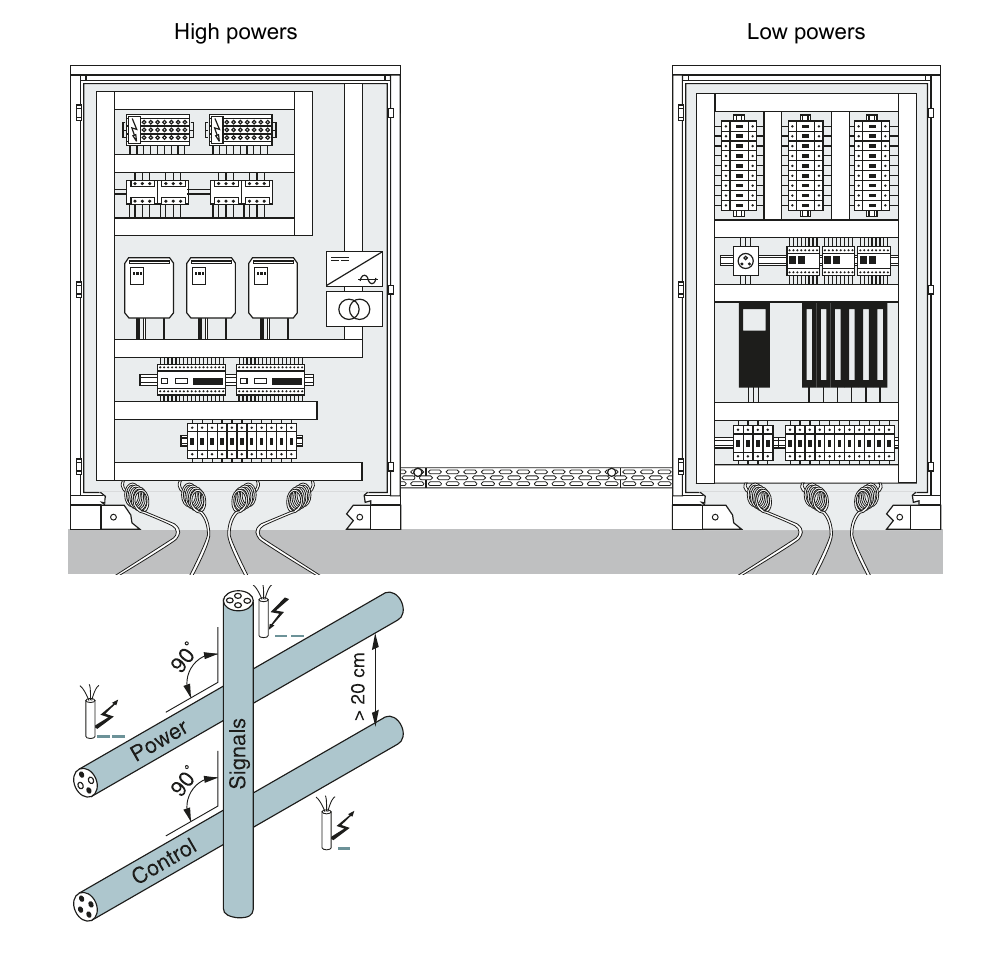 High powers
Low powers
90°
> 20 cm
Power
Signals
90°
Control